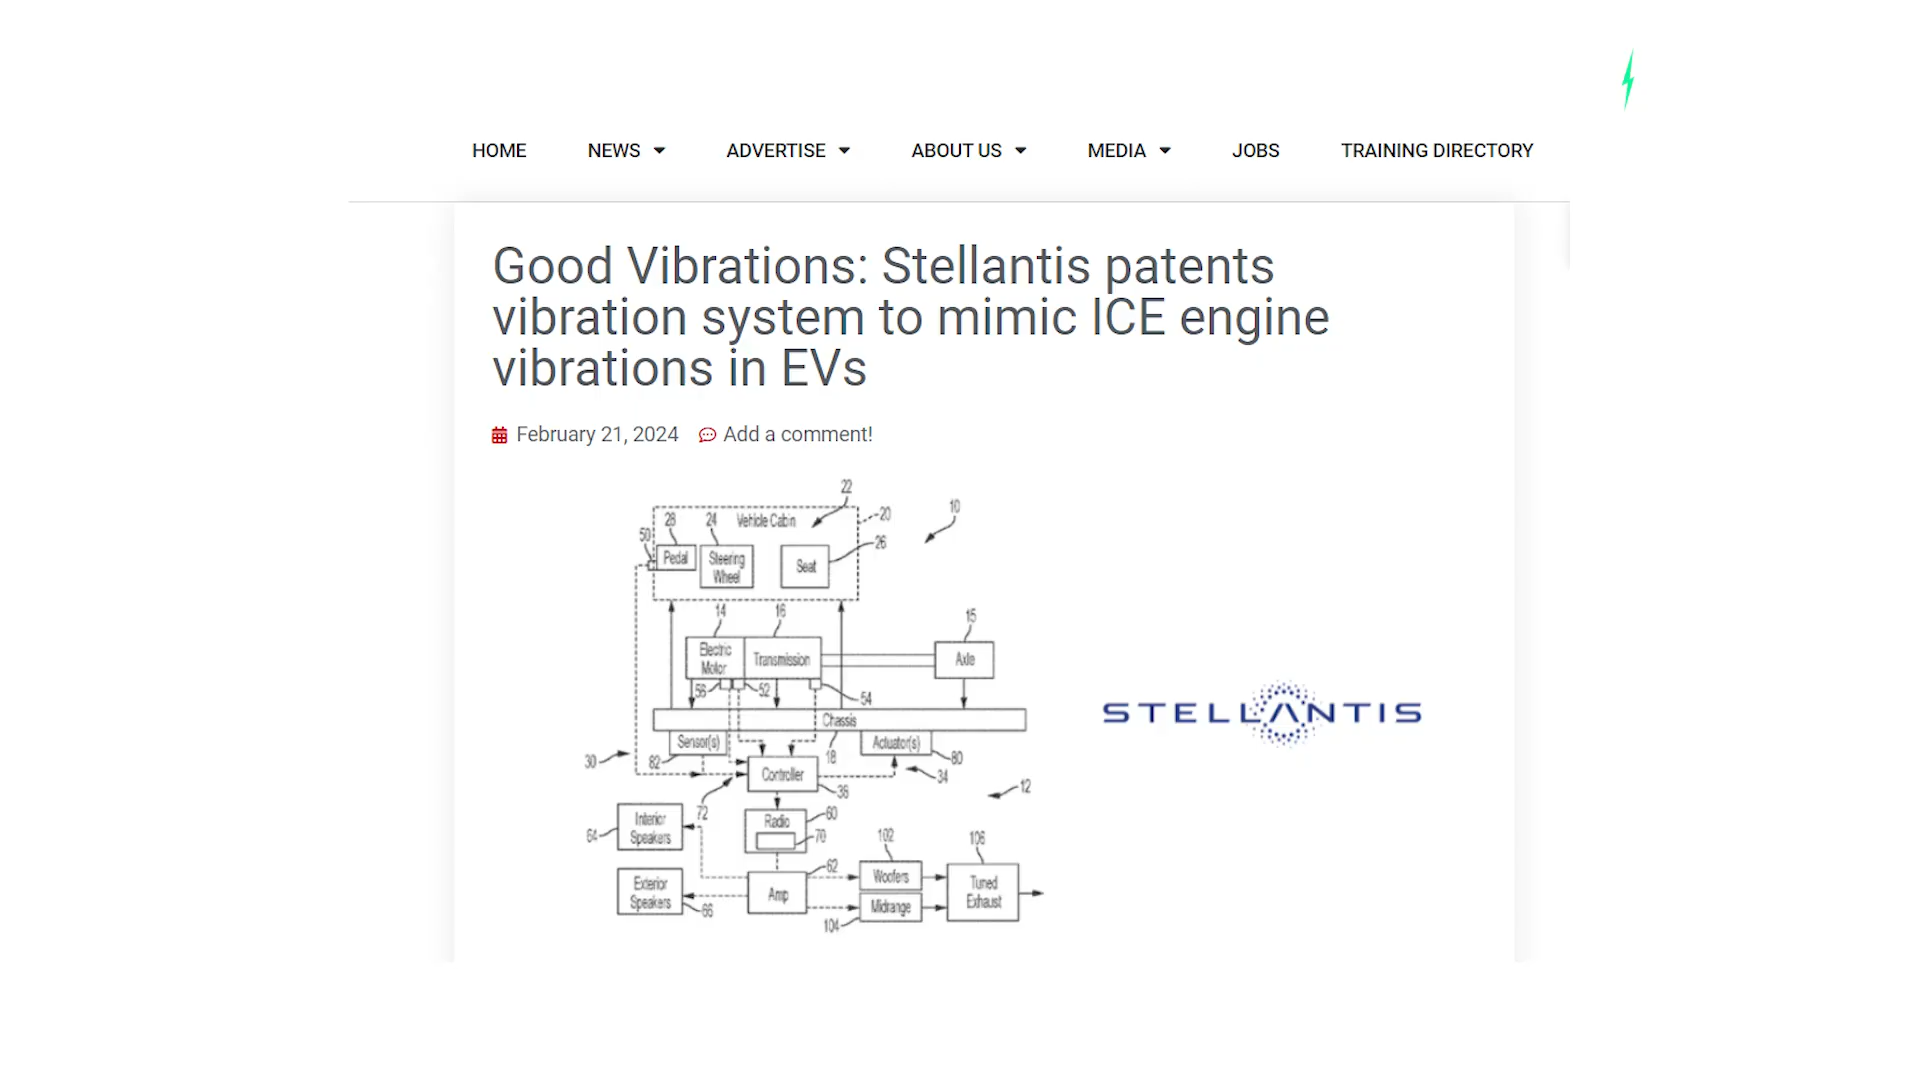 HOME NEWS ADVERTISE ABOUT US MEDIA JOBS TRAINING DIRECTORY
Good Vibrations: Stellantis patents
vibration system to mimic ICE engine
vibrations in EVs
February 21, 2024 Add a comment!
22
10
20
28 24 Vehicle Cabin
50
26
Pedal
Steering
Wheel
Seat
14 16 15
Electric
Motor
Transmission
Axle
56 52 54
Chassis
Sensor(s) Actuator(s)
18
30 82 80
Controller
34
36
12
72
Radio 60
70
Interior
Speakers
64
102 106
62
Woofers
Exterior
Speakers
66
Amp
Tuned
Exhaust
Midrange
104
STELLANTIS